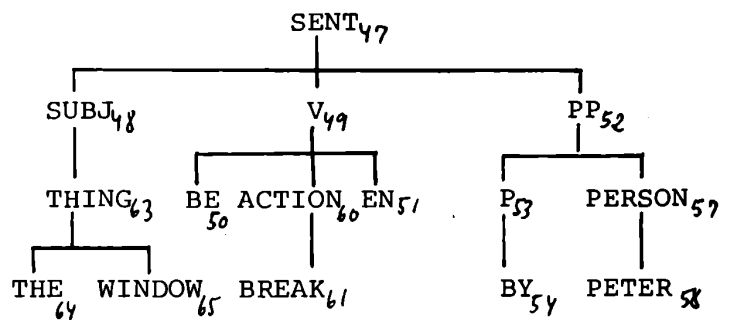 SENT47
SUBJ48 V49 PP52
THING63 BE50 ACTION60 EN51 P53 PERSON57
THE64 WINDOW65 BREAK61 BY54 PETER58